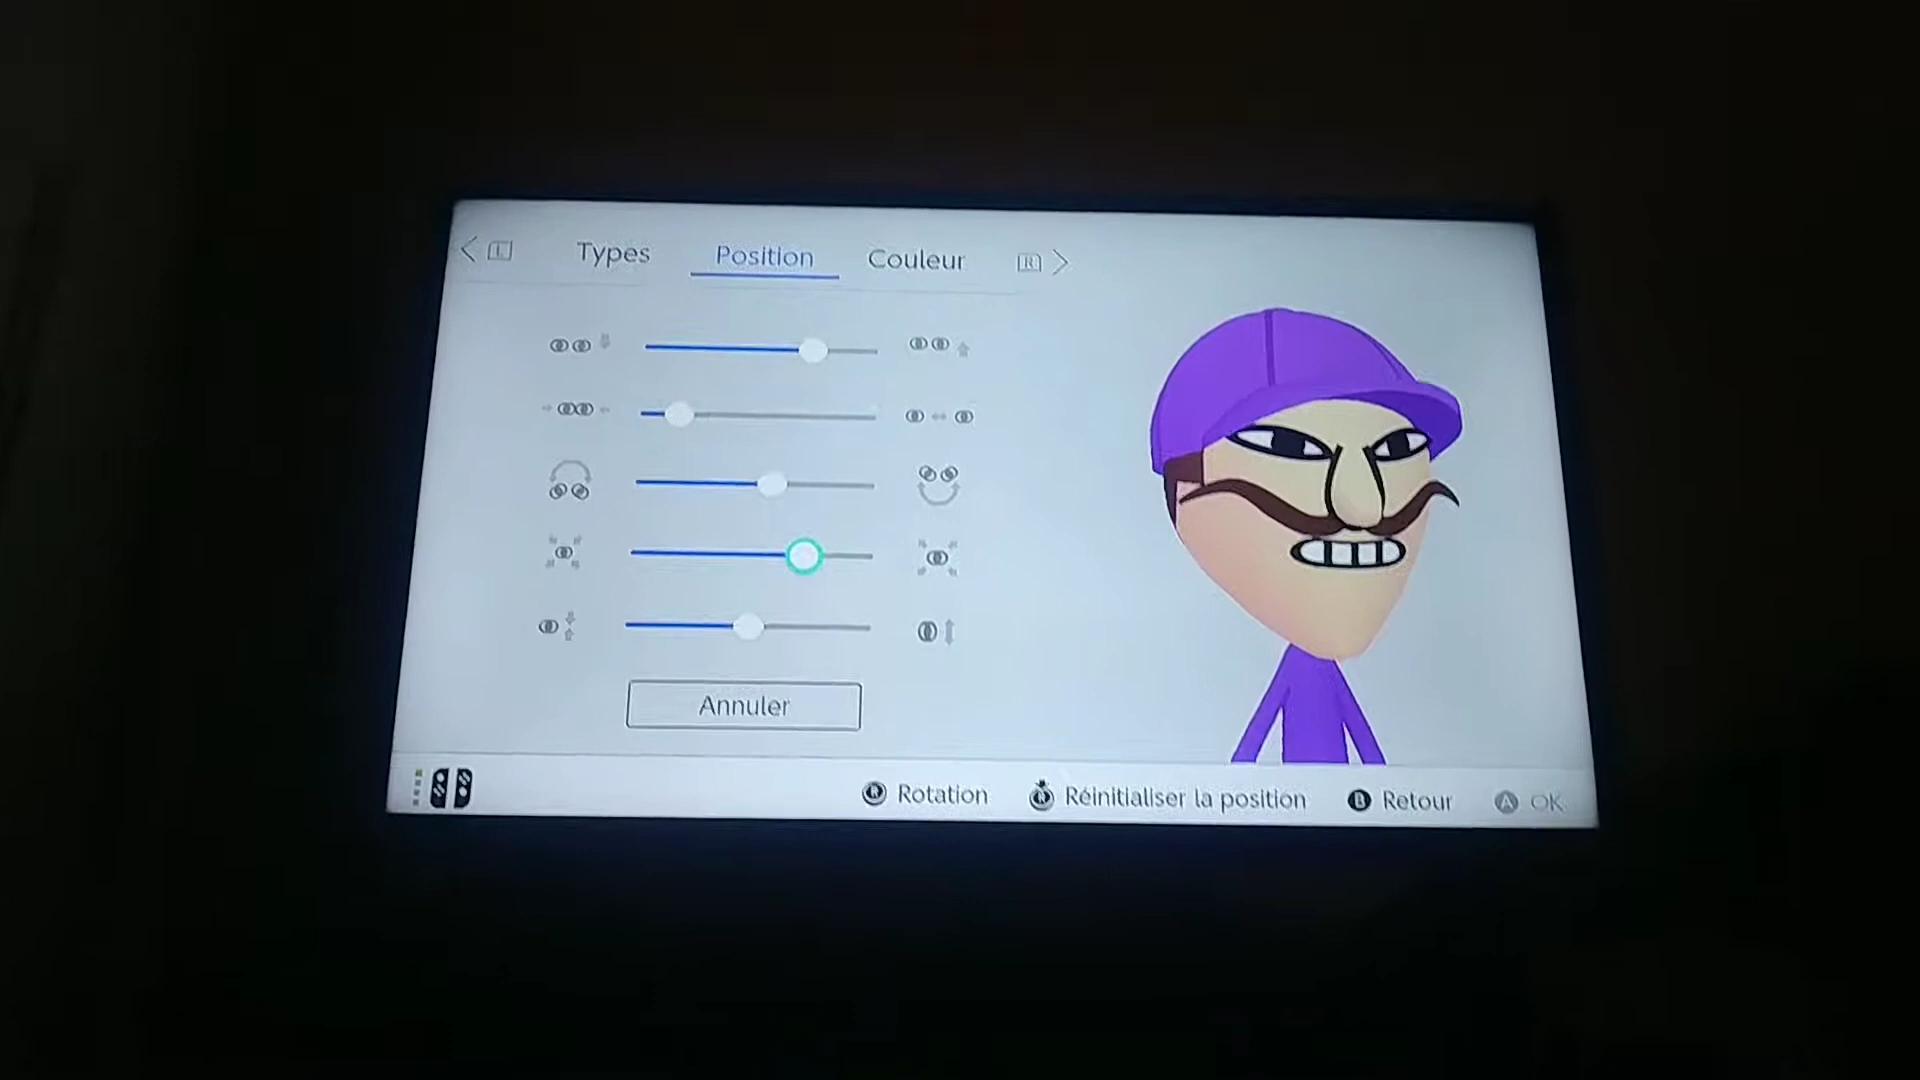 L Types Position Couleur R
Annuler
R Rotation R Réinitialiser la position B Retour A OK